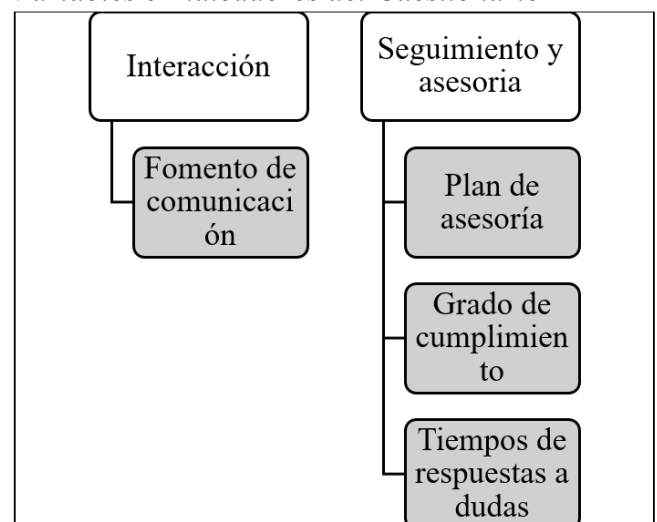 Interacción
Fomento de
comunicaci
ón
Seguimiento y
asesoria
Plan de
asesoría
Grado de
cumplimien
to
Tiempos de
respuestas a
dudas